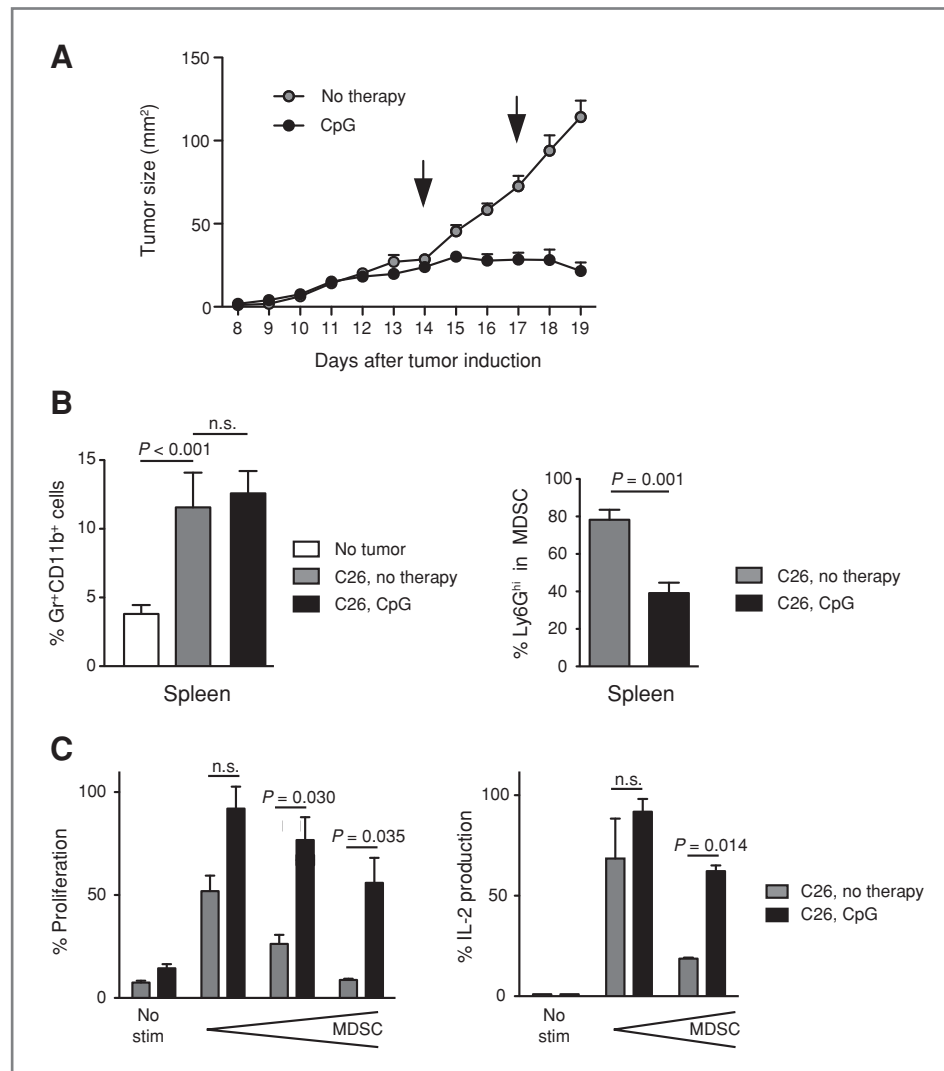 A
150
100
50
0
Tumor size (mm²)
No therapy
CpG
8 9 10 11 12 13 14 15 16 17 18 19
Days after tumor induction
B
n.s.
P < 0.001
15
10
5
0
% Gr⁺CD11b⁺ cells
Spleen
No tumor
C26, no therapy
C26, CpG
P = 0.001
100
80
60
40
20
0
% Ly6Gʰⁱ in MDSC
Spleen
C26, no therapy
C26, CpG
C
n.s.
P = 0.030
P = 0.035
100
50
0
% Proliferation
No
stim
MDSC
n.s.
P = 0.014
100
50
0
% IL-2 production
No
stim
MDSC
C26, no therapy
C26, CpG